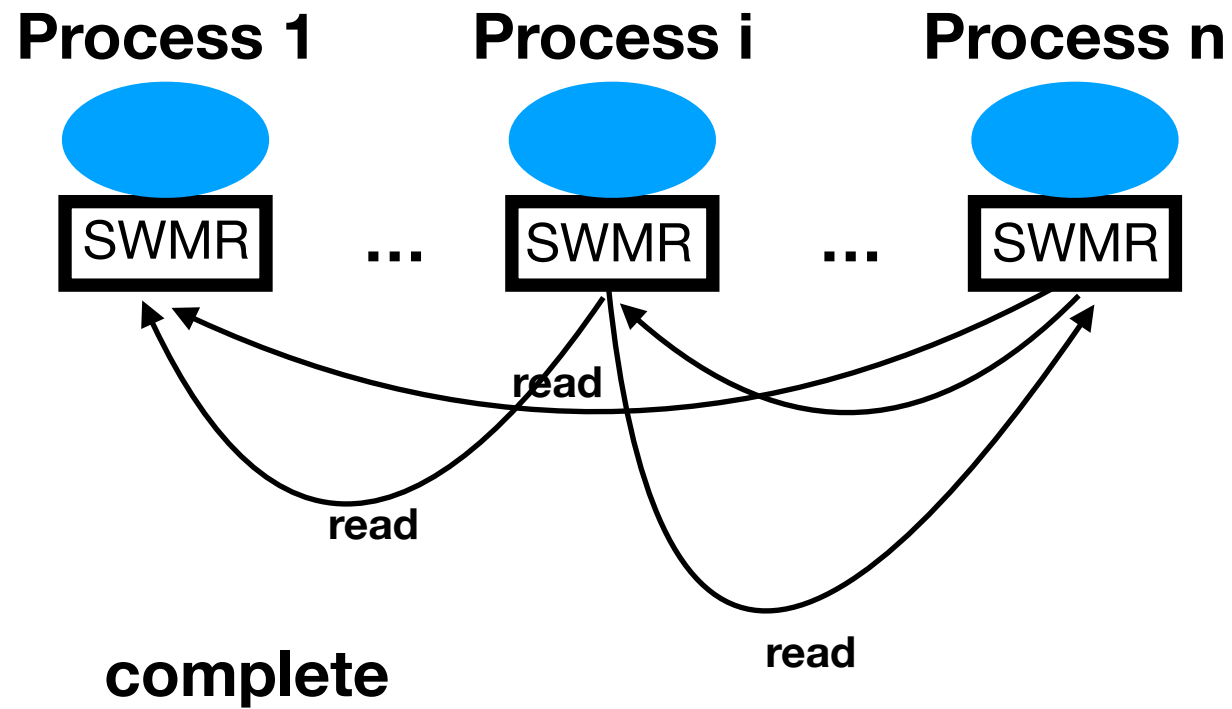 Process 1 Process i Process n
SWMR ... SWMR ... SWMR
read
read
read
complete